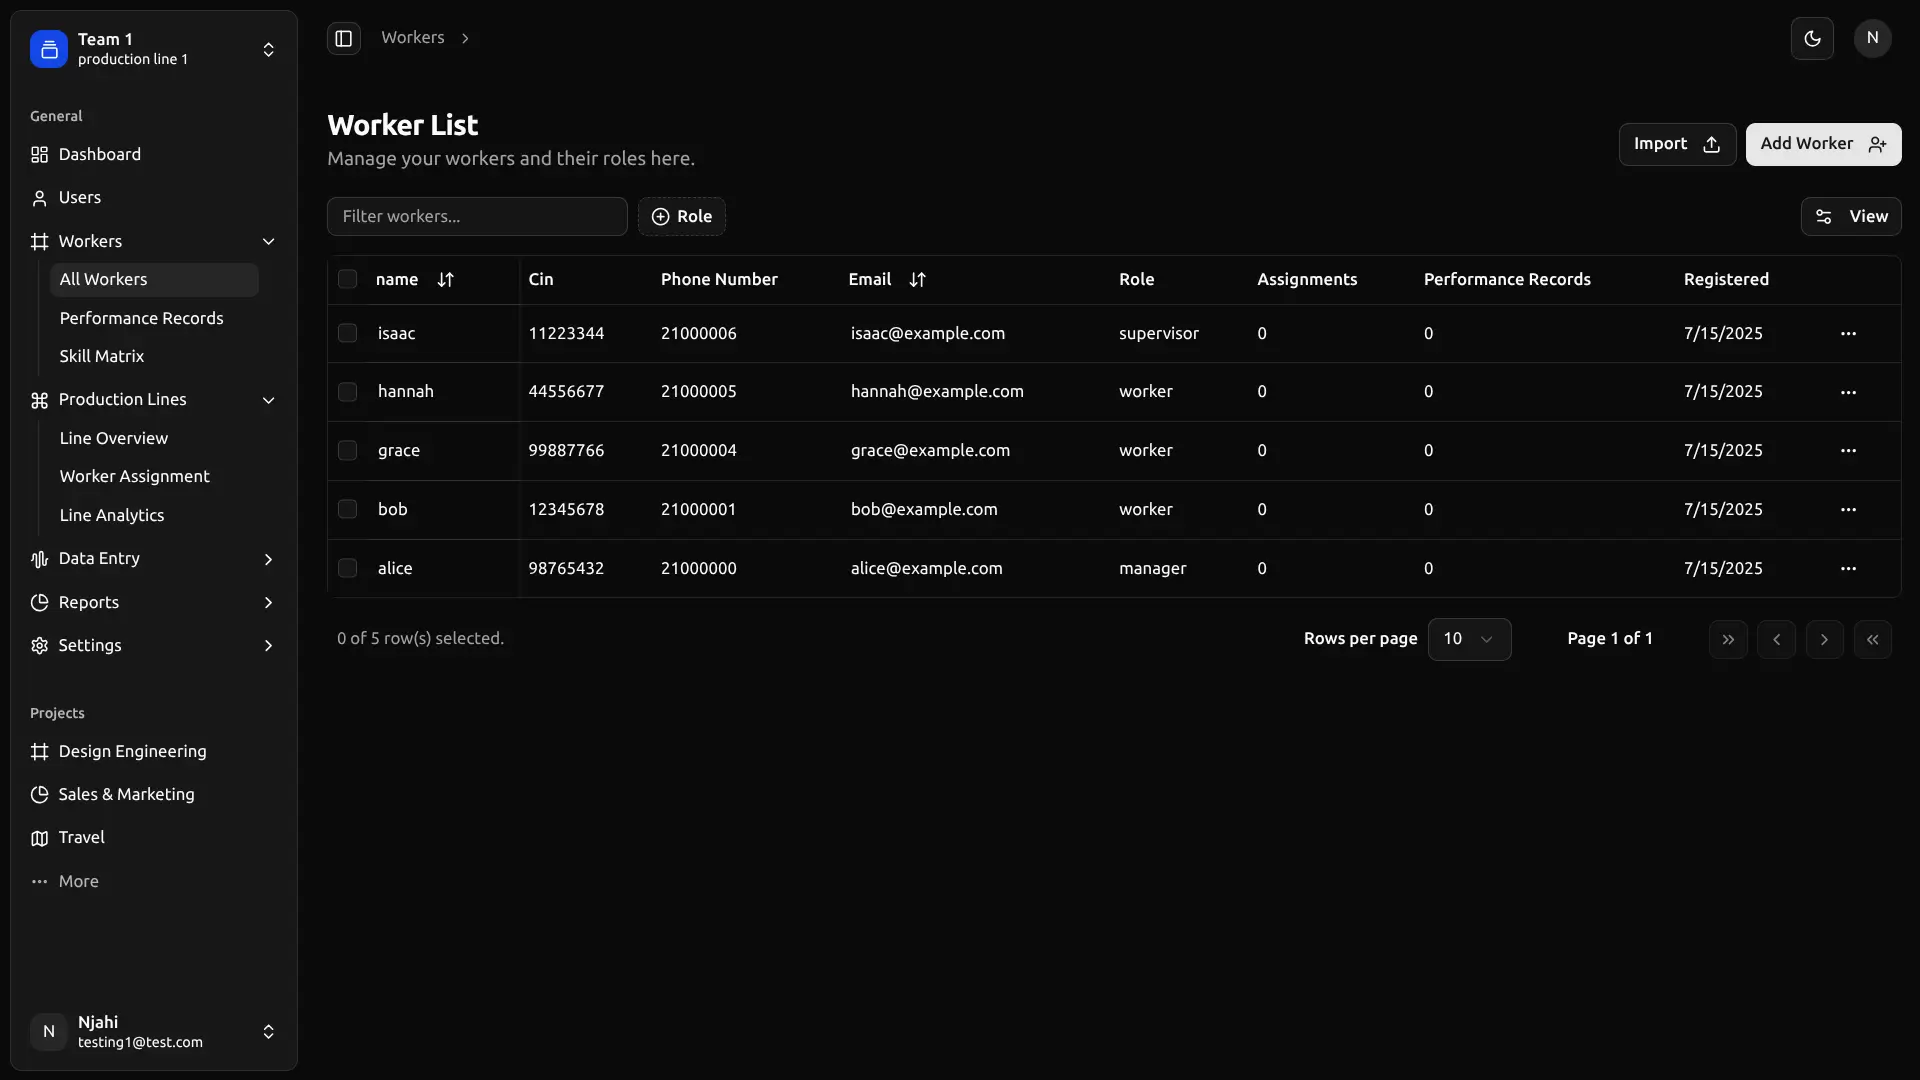 Team 1
production line 1
General
Dashboard
Users
Workers
All Workers
Performance Records
Skill Matrix
Production Lines
Line Overview
Worker Assignment
Line Analytics
Data Entry
Reports
Settings
Projects
Design Engineering
Sales & Marketing
Travel
More
N
Njahi
testing1@test.com
Workers
N
Worker List
Manage your workers and their roles here.
Import
Add Worker
Filter workers...
Role
View
name Cin Phone Number Email Role Assignments Performance Records Registered
isaac 11223344 21000006 isaac@example.com supervisor 0 0 7/15/2025
hannah 44556677 21000005 hannah@example.com worker 0 0 7/15/2025
grace 99887766 21000004 grace@example.com worker 0 0 7/15/2025
bob 12345678 21000001 bob@example.com worker 0 0 7/15/2025
alice 98765432 21000000 alice@example.com manager 0 0 7/15/2025
0 of 5 row(s) selected.
Rows per page 10
Page 1 of 1